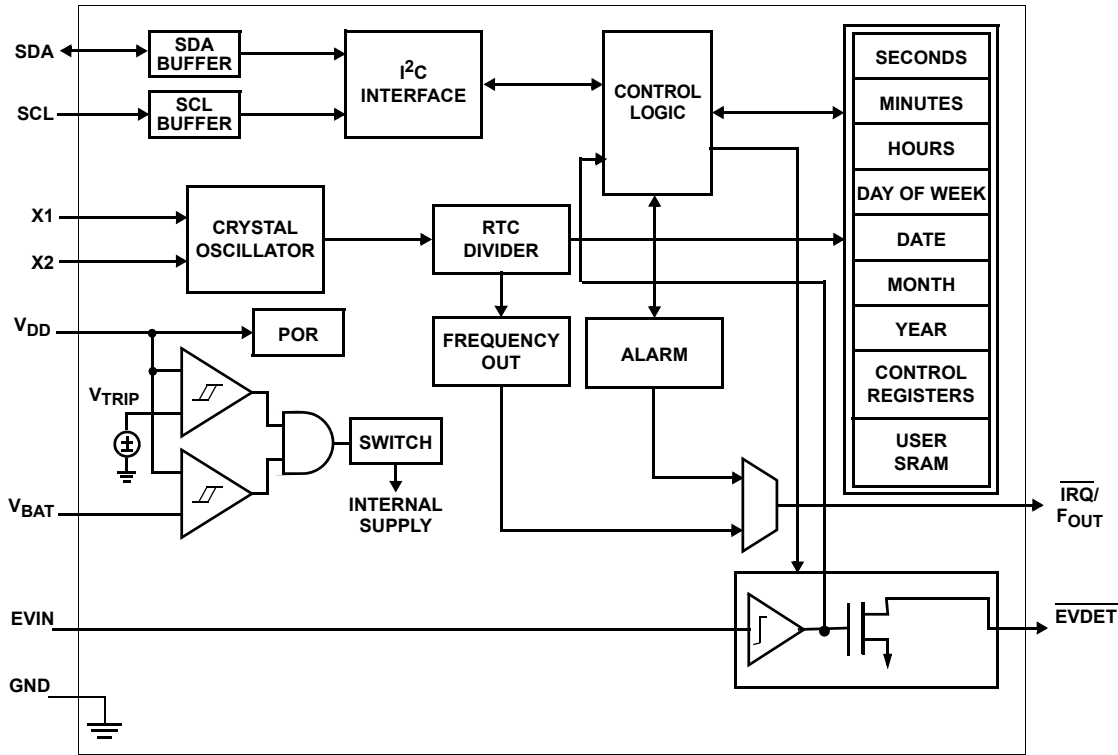 SDA
SDA
BUFFER
SCL
SCL
BUFFER
I²C
INTERFACE
CONTROL
LOGIC
SECONDS
MINUTES
HOURS
DAY OF WEEK
DATE
MONTH
YEAR
CONTROL
REGISTERS
USER
SRAM
X1
X2
CRYSTAL
OSCILLATOR
RTC
DIVIDER
FREQUENCY
OUT
ALARM
VDD
POR
VTRIP
VBAT
SWITCH
INTERNAL
SUPPLY
IRQ/
FOUT
EVIN
EVDET
GND